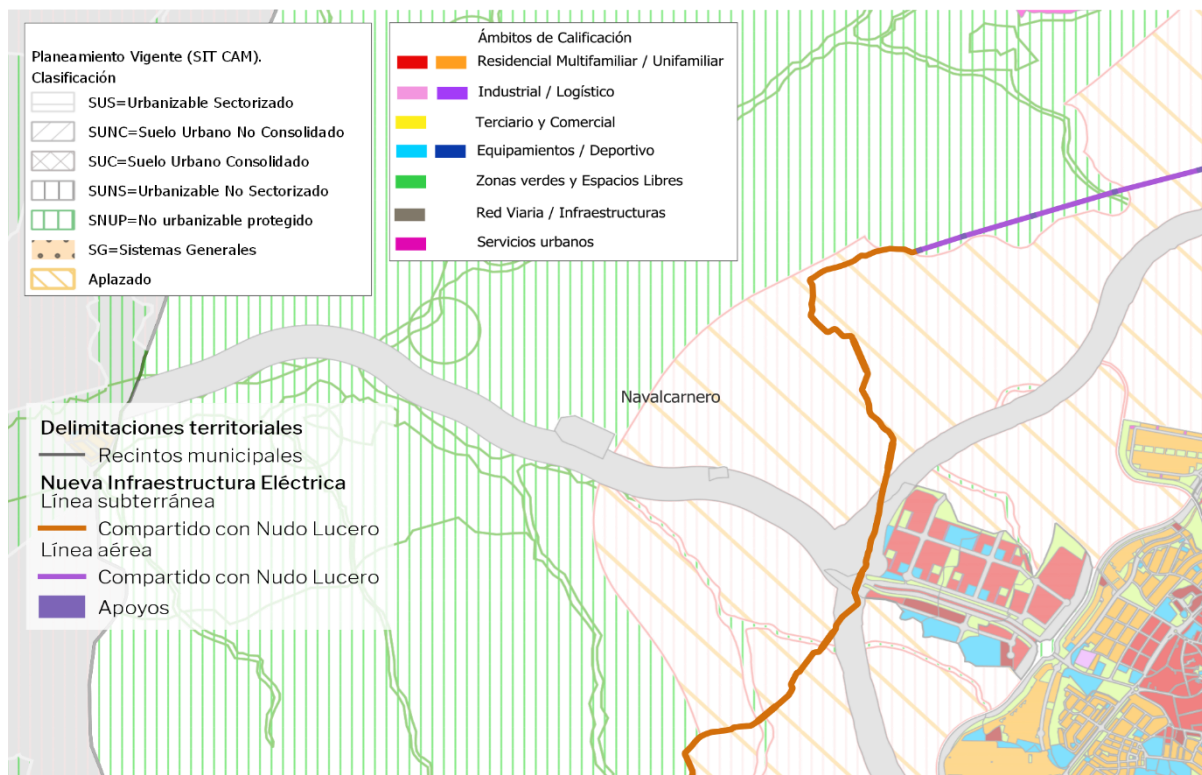 Planeamiento Vigente (SIT CAM).
Clasificación
SUS=Urbanizable Sectorizado
SUNC=Suelo Urbano No Consolidado
SUC=Suelo Urbano Consolidado
SUNS=Urbanizable No Sectorizado
SNUP=No urbanizable protegido
SG=Sistemas Generales
Aplazado
Ámbitos de Calificación
Residencial Multifamiliar / Unifamiliar
Industrial / Logístico
Terciario y Comercial
Equipamientos / Deportivo
Zonas verdes y Espacios Libres
Red Viaria / Infraestructuras
Servicios urbanos
Navalcarnero
Delimitaciones territoriales
Recintos municipales
Nueva Infraestructura Eléctrica
Línea subterránea
Compartido con Nudo Lucero
Línea aérea
Compartido con Nudo Lucero
Apoyos